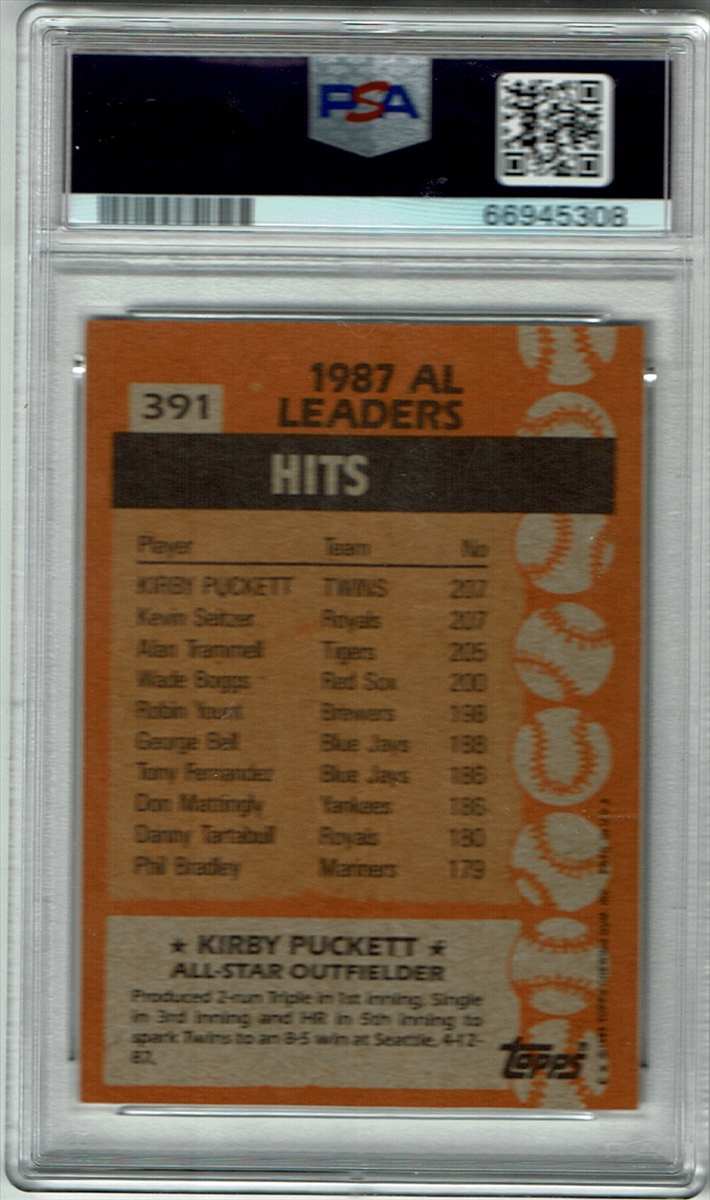 PSA
66945308
391
1987 AL
LEADERS
HITS
Player Team No
KIRBY PUCKETT TWINS 207
Kevin Seitzer Royals 207
Alan Trammell Tigers 205
Wade Boggs Red Sox 200
Robin Yount Brewers 198
George Bell Blue Jays 188
Tony Fernandez Blue Jays 186
Don Mattingly Yankees 186
Danny Tartabull Royals 180
Phil Bradley Mariners 179
★ KIRBY PUCKETT ★
ALL-STAR OUTFIELDER
Produced 2-run Triple in 1st inning, Single
in 3rd inning and HR in 5th inning to
spark Twins to an 8-5 win at Seattle, 4-12-
87.
TOPPS